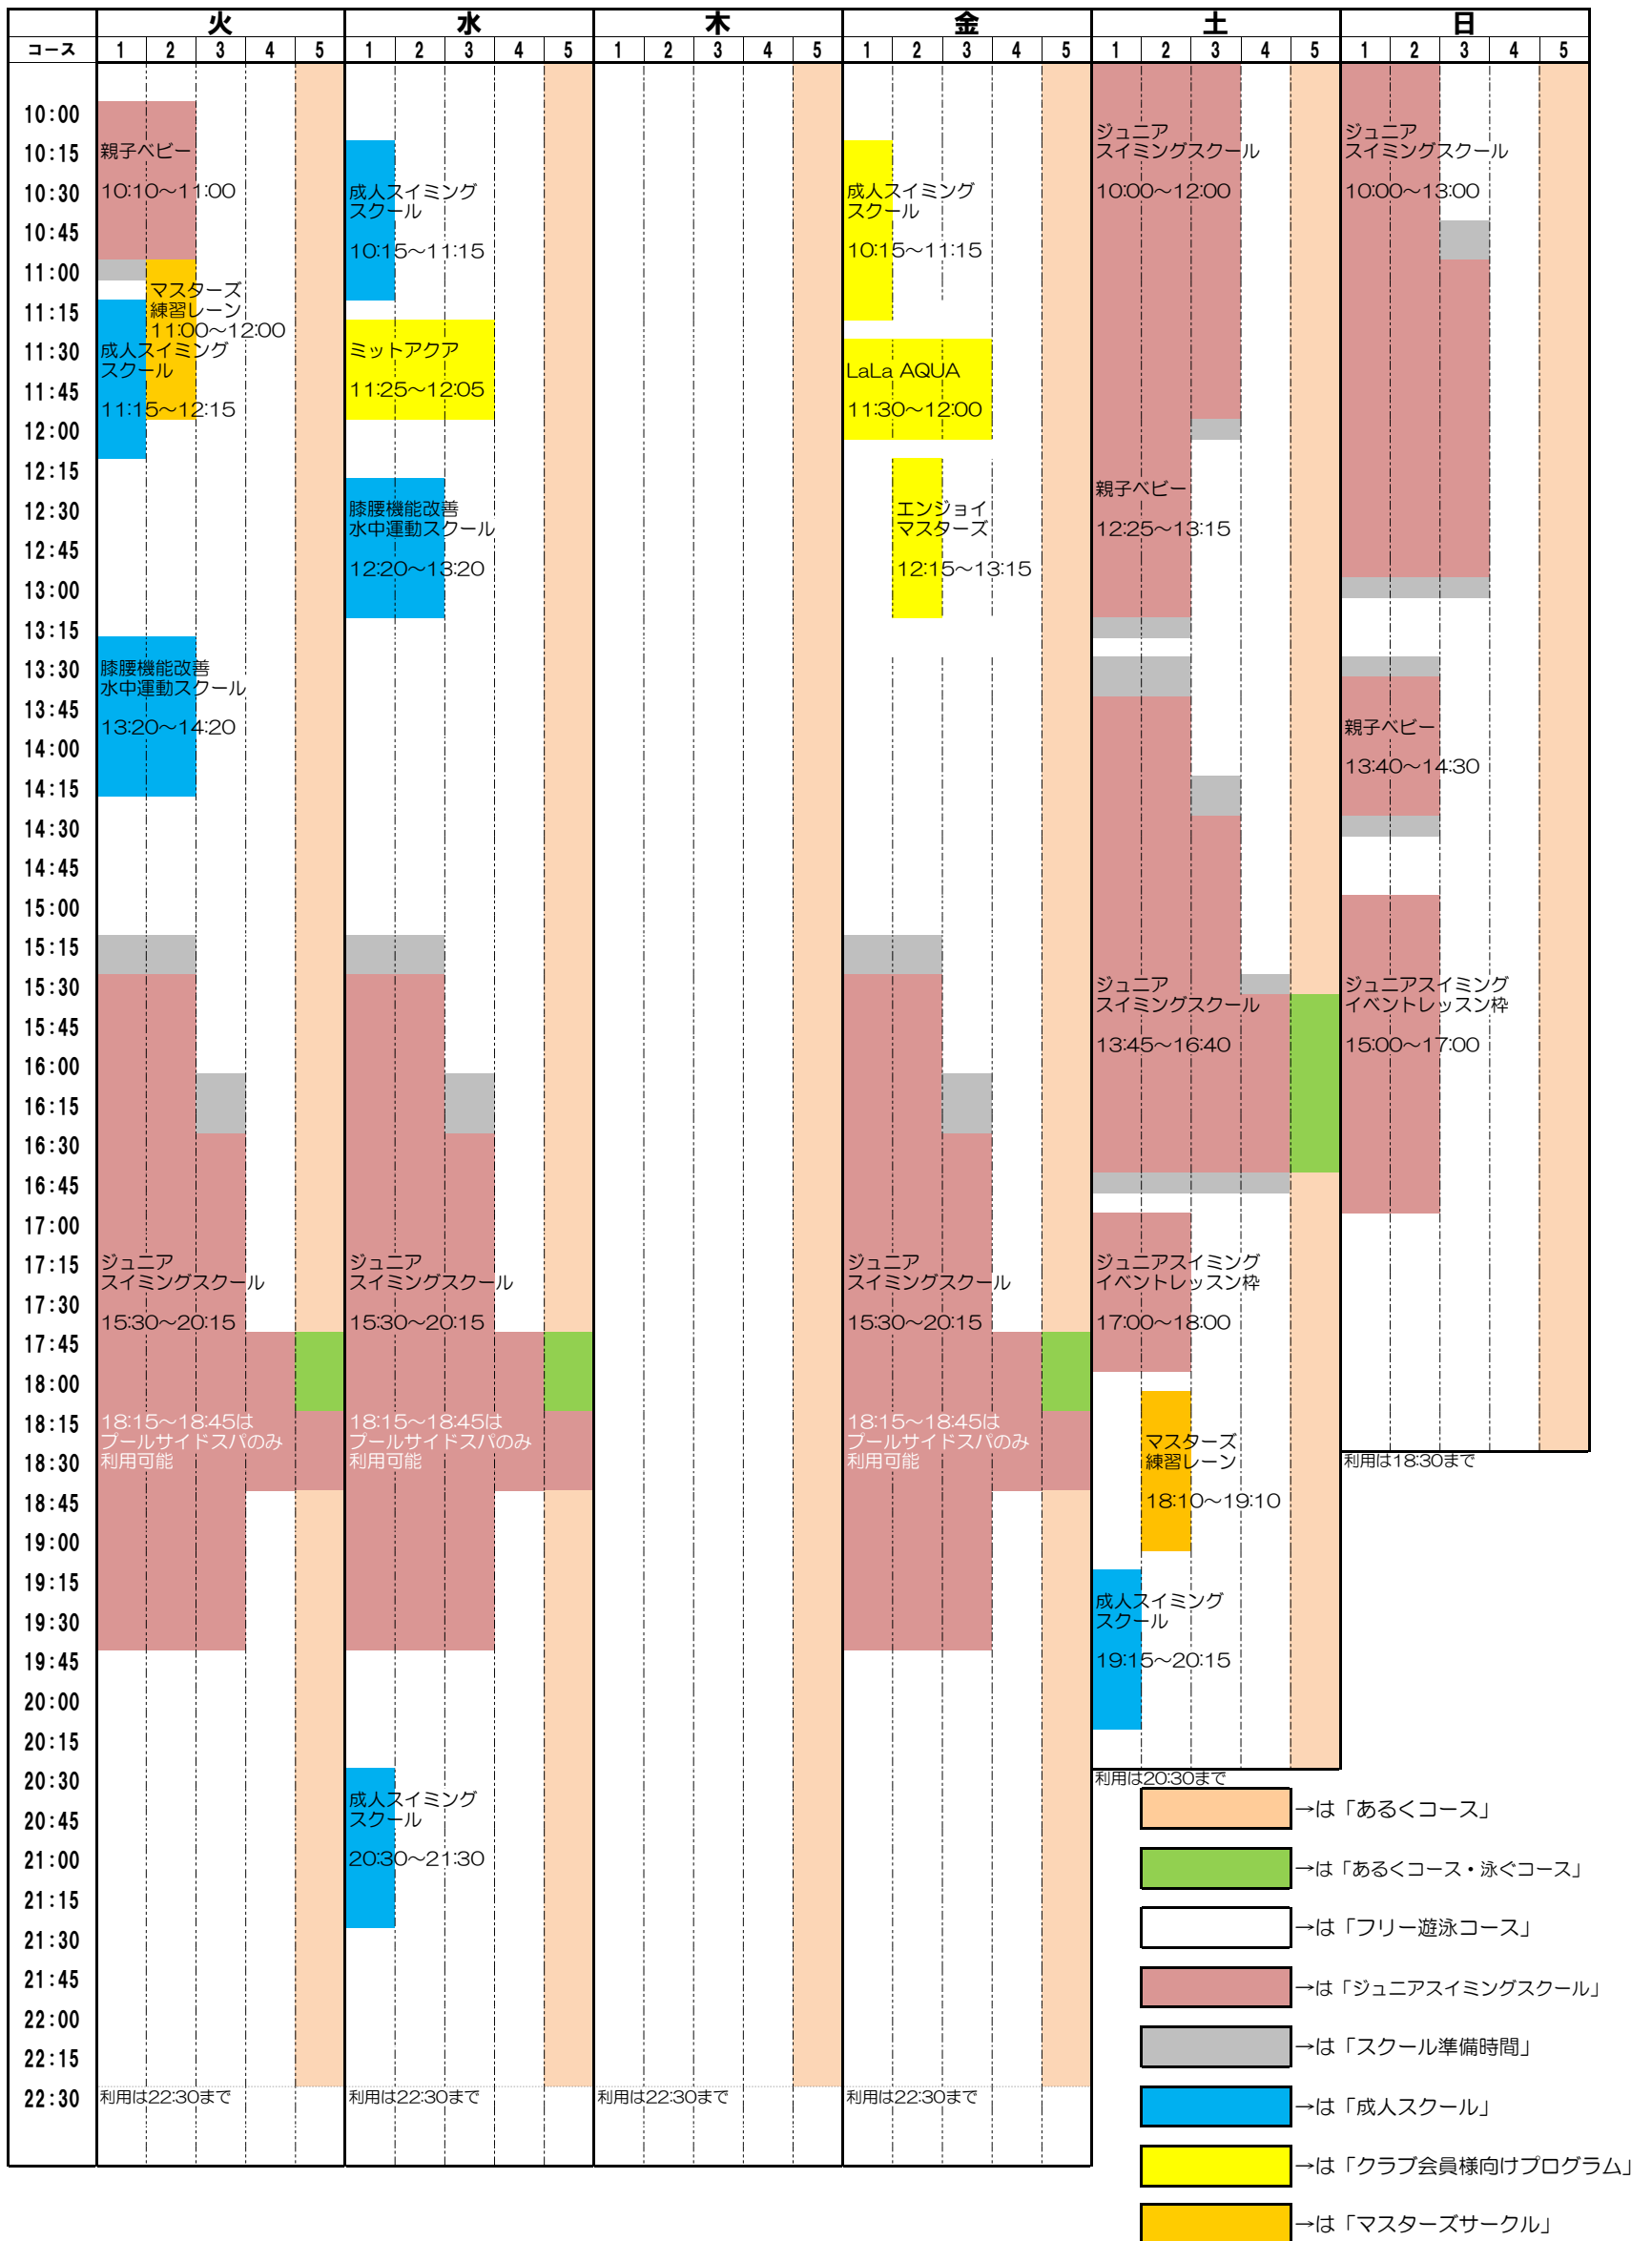 火 水 木 金 土 日
コース 1 2 3 4 5 1 2 3 4 5 1 2 3 4 5 1 2 3 4 5 1 2 3 4 5 1 2 3 4 5
10:00
10:15
10:30
10:45
11:00
11:15
11:30
11:45
12:00
12:15
12:30
12:45
13:00
13:15
13:30
13:45
14:00
14:15
14:30
14:45
15:00
15:15
15:30
15:45
16:00
16:15
16:30
16:45
17:00
17:15
17:30
17:45
18:00
18:15
18:30
18:45
19:00
19:15
19:30
19:45
20:00
20:15
20:30
20:45
21:00
21:15
21:30
21:45
22:00
22:15
22:30
親子ベビー
10:10～11:00
マスターズ
練習レーン
11:00～12:00
成人スイミング
スクール
11:15～12:15
膝腰機能改善
水中運動スクール
13:20～14:20
ジュニア
スイミングスクール
15:30～20:15
18:15～18:45は
プールサイドスパのみ
利用可能
利用は22:30まで
成人スイミング
スクール
10:15～11:15
ミットアクア
11:25～12:05
膝腰機能改善
水中運動スクール
12:20～13:20
ジュニア
スイミングスクール
15:30～20:15
18:15～18:45は
プールサイドスパのみ
利用可能
成人スイミング
スクール
20:30～21:30
利用は22:30まで
利用は22:30まで
成人スイミング
スクール
10:15～11:15
LaLa AQUA
11:30～12:00
エンジョイ
マスターズ
12:15～13:15
ジュニア
スイミングスクール
15:30～20:15
18:15～18:45は
プールサイドスパのみ
利用可能
利用は22:30まで
ジュニア
スイミングスクール
10:00～12:00
親子ベビー
12:25～13:15
ジュニア
スイミングスクール
13:45～16:40
ジュニアスイミング
イベントレッスン枠
17:00～18:00
マスターズ
練習レーン
18:10～19:10
成人スイミング
スクール
19:15～20:15
利用は20:30まで
ジュニア
スイミングスクール
10:00～13:00
親子ベビー
13:40～14:30
ジュニアスイミング
イベントレッスン枠
15:00～17:00
利用は18:30まで
→は「あるくコース」
→は「あるくコース・泳ぐコース」
→は「フリー遊泳コース」
→は「ジュニアスイミングスクール」
→は「スクール準備時間」
→は「成人スクール」
→は「クラブ会員様向けプログラム」
→は「マスターズサークル」